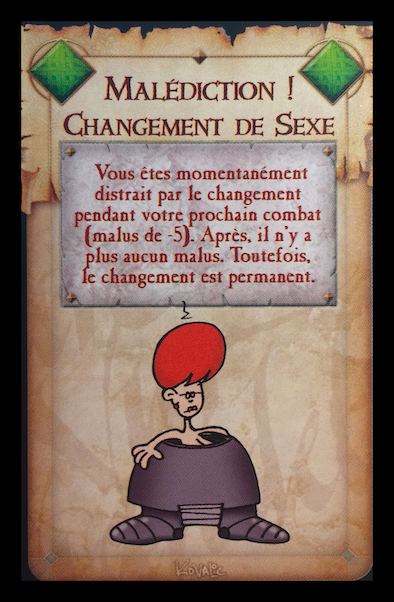 Malédiction !
Changement de Sexe
Vous êtes momentanément
distrait par le changement
pendant votre prochain combat
(malus de -5). Après, il n'y a
plus aucun malus. Toutefois,
le changement est permanent.
Kovalic